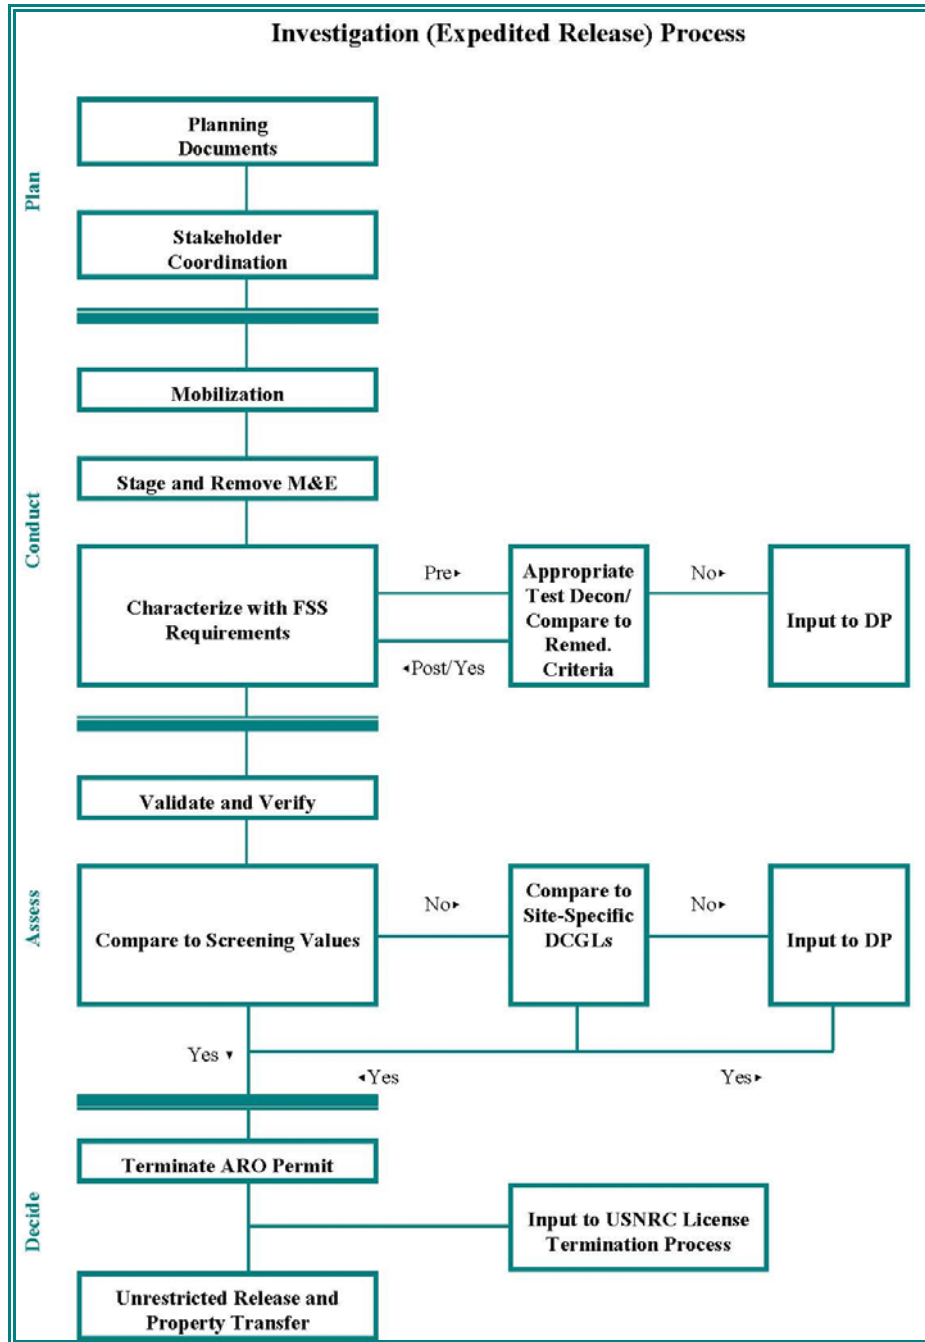 Investigation (Expedited Release) Process
Plan
Planning
Documents
Stakeholder
Coordination
Conduct
Mobilization
Stage and Remove M&E
Characterize with FSS
Requirements
Pre►
◄Post/Yes
Appropriate
Test Decon/
Compare to
Remed.
Criteria
No►
Input to DP
Assess
Validate and Verify
Compare to Screening Values
No►
Compare to
Site-Specific
DCGLs
No►
Input to DP
Yes ▼
◄Yes
Yes►
Decide
Terminate ARO Permit
Input to USNRC License
Termination Process
Unrestricted Release and
Property Transfer